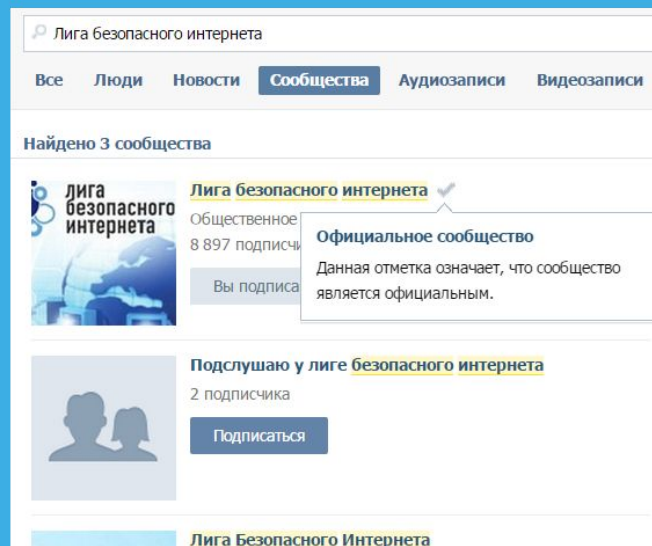 Лига безопасного интернета
Все Люди Новости Сообщества Аудиозаписи Видеозаписи
Найдено 3 сообщества
лига
безопасного
интернета
Лига безопасного интернета
Общественное
8 897 подписч
Вы подписа
Официальное сообщество
Данная отметка означает, что сообщество
является официальным.
Подслушаю у лиге безопасного интернета
2 подписчика
Подписаться
Лига Безопасного Интернета